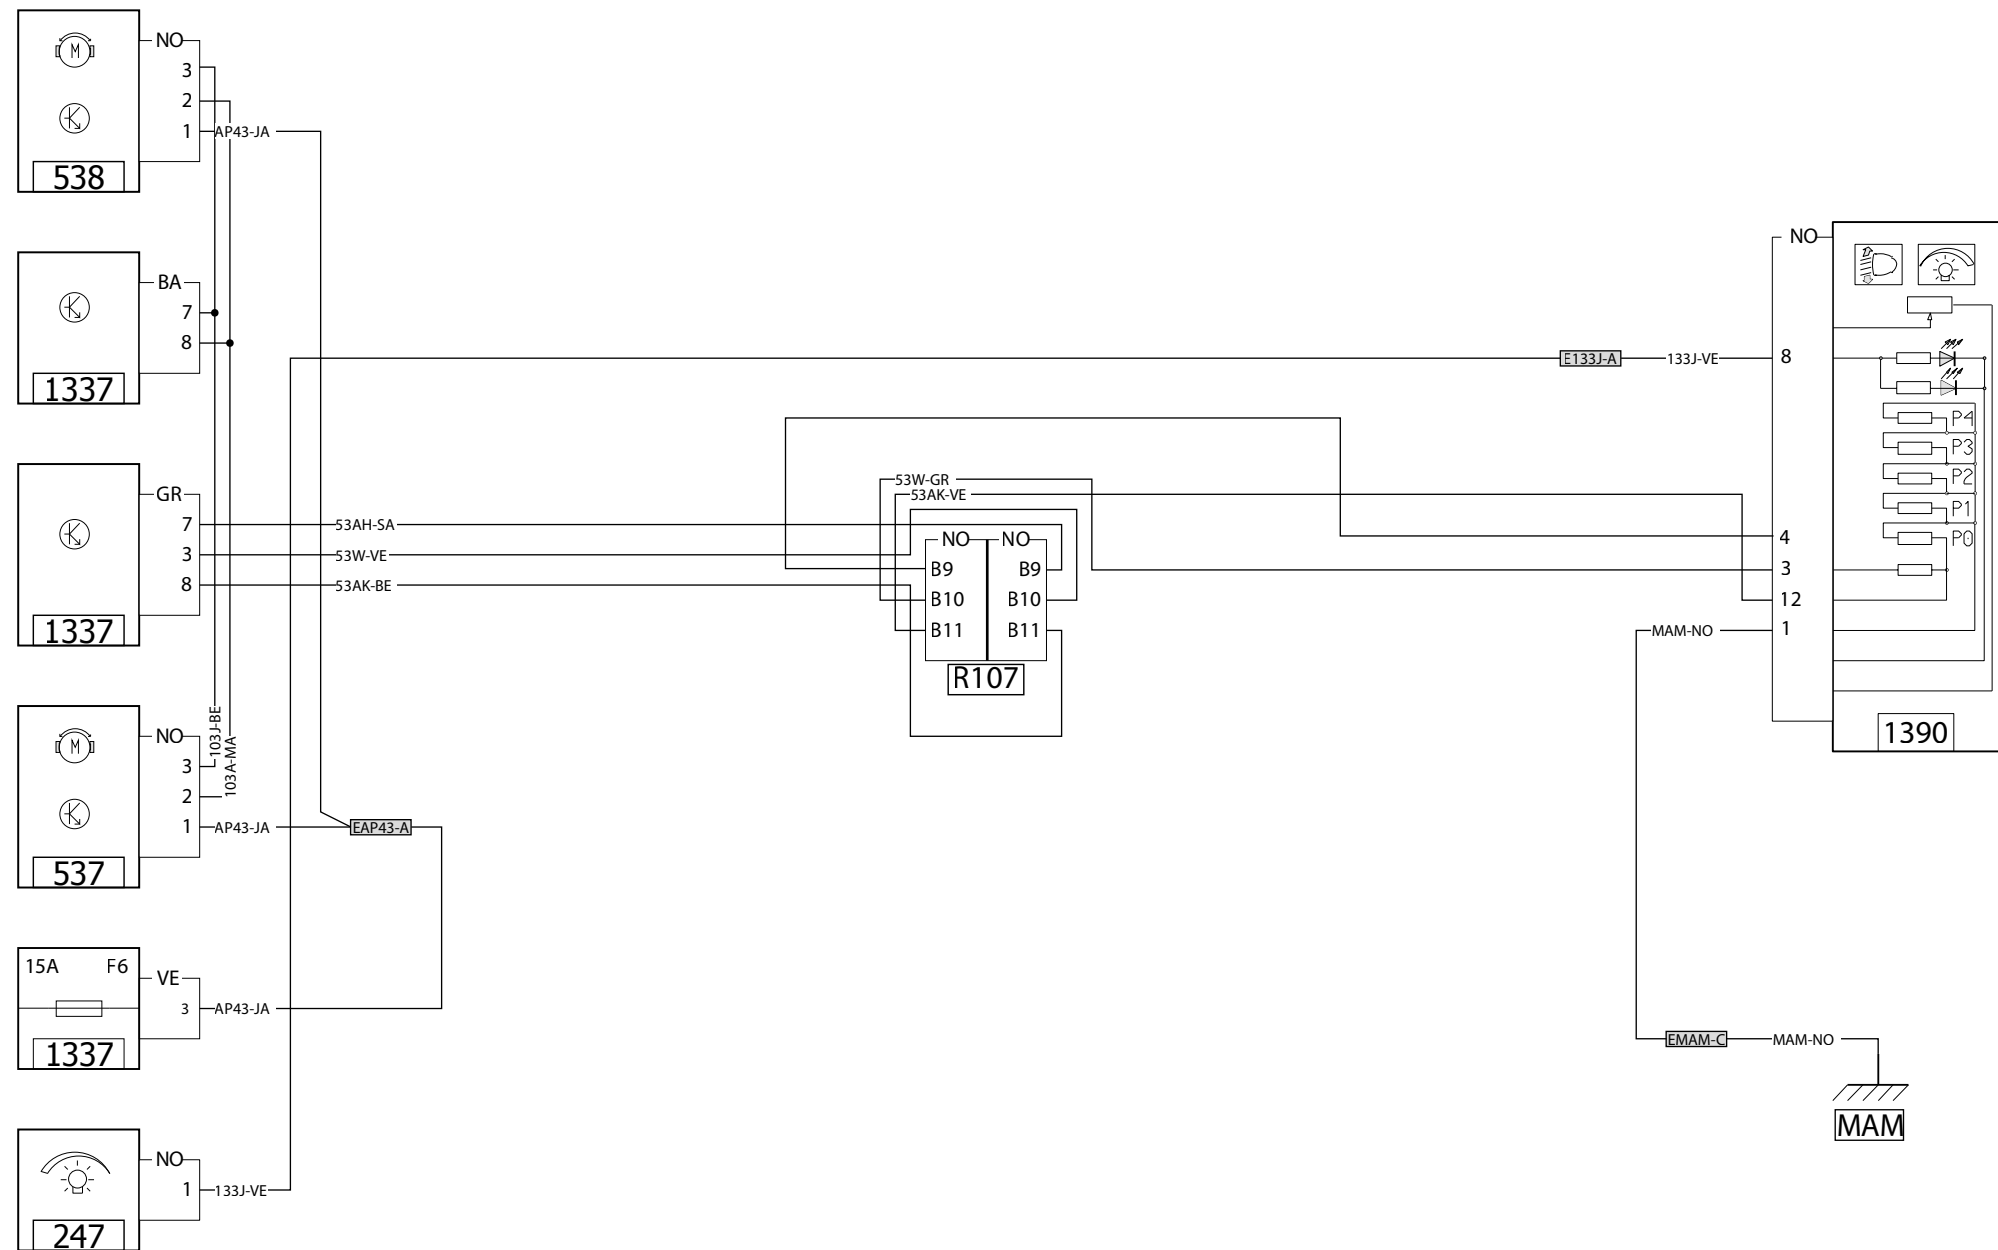 NO
M
3
2
1
AP43-JA
538
BA
7
8
1337
GR
7
53AH-SA
3
53W-VE
8
53AK-BE
1337
103J-BE
103A-MA
NO
M
3
2
1
AP43-JA
EAP43-A
537
15A F6
VE
3
AP43-JA
1337
NO
1
133J-VE
247
53W-GR
53AK-VE
NO NO
B9 B9
B10 B10
B11 B11
R107
E133J-A
133J-VE
NO
8
4
3
12
1
MAM-NO
P4
P3
P2
P1
P0
1390
EMAM-C
MAM-NO
MAM